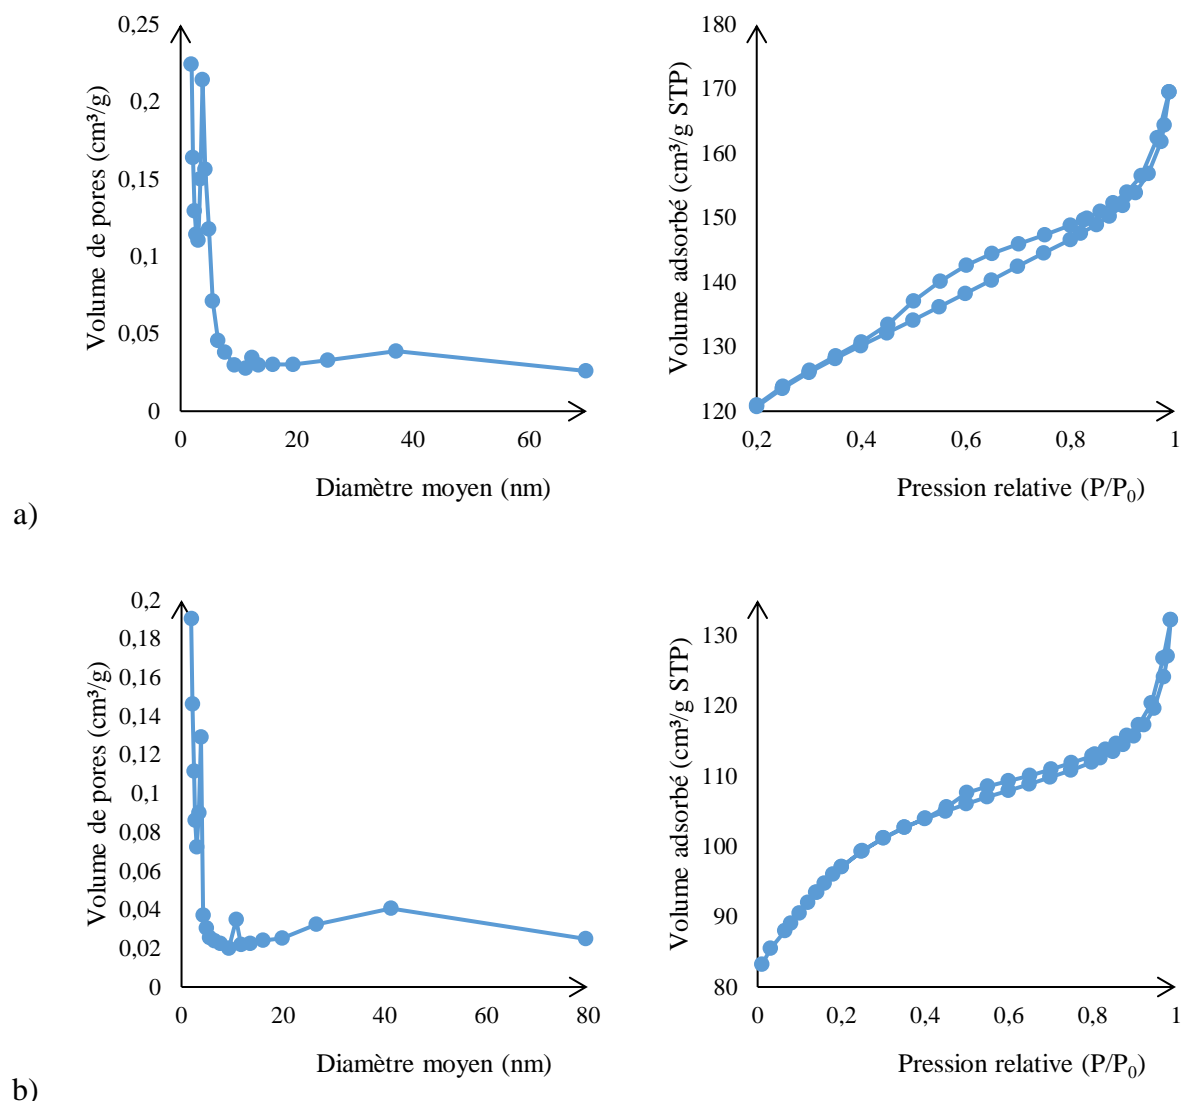 0,25
0,2
0,15
0,1
0,05
0
0 20 40 60
Volume de pores (cm³/g)
Diamètre moyen (nm)
180
170
160
150
140
130
120
0,2 0,4 0,6 0,8 1
Volume adsorbé (cm³/g STP)
Pression relative (P/P₀)
a)
0,2
0,18
0,16
0,14
0,12
0,1
0,08
0,06
0,04
0,02
0
0 20 40 60 80
Volume de pores (cm³/g)
Diamètre moyen (nm)
130
120
110
100
90
80
0 0,2 0,4 0,6 0,8 1
Volume adsorbé (cm³/g STP)
Pression relative (P/P₀)
b)